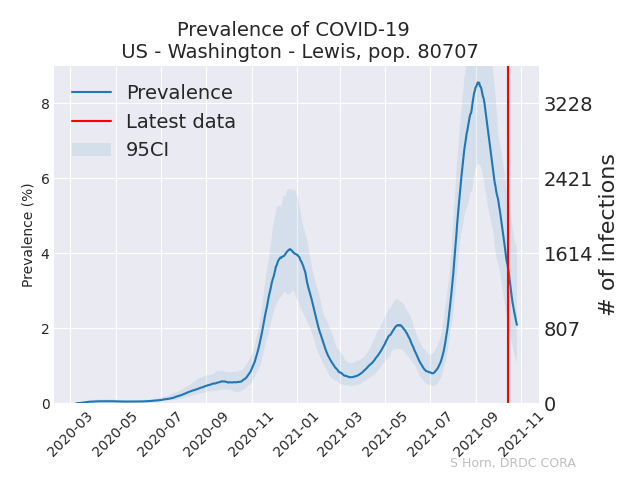 Prevalence of COVID-19
US - Washington - Lewis, pop. 80707
Prevalence
Latest data
95CI
Prevalence (%)
8
6
4
2
0
3228
2421
1614
807
0
# of infections
2020-03
2020-05
2020-07
2020-09
2020-11
2021-01
2021-03
2021-05
2021-07
2021-09
2021-11
S Horn, DRDC CORA